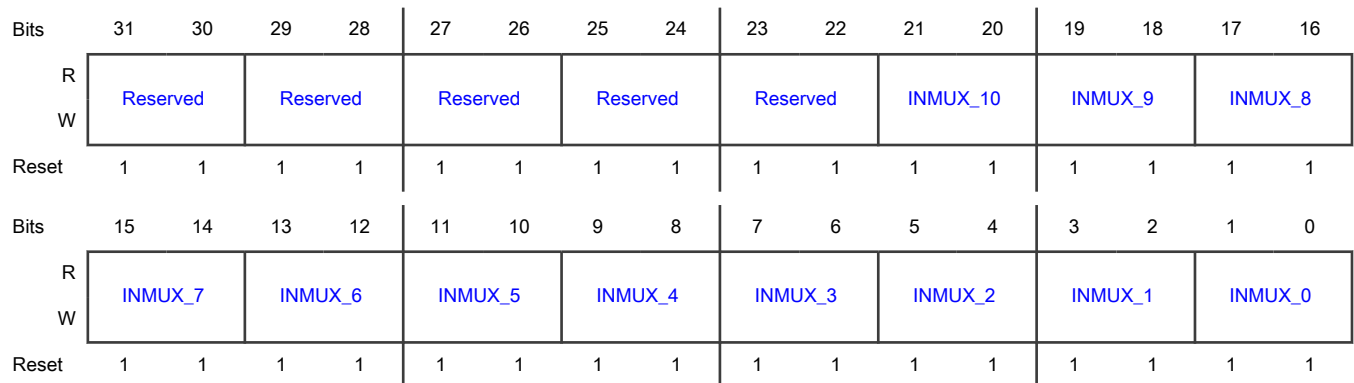 Bits 31 30 29 28 27 26 25 24 23 22 21 20 19 18 17 16
R
Reserved Reserved Reserved Reserved Reserved INMUX_10 INMUX_9 INMUX_8
W
Reset 1 1 1 1 1 1 1 1 1 1 1 1 1 1 1 1
Bits 15 14 13 12 11 10 9 8 7 6 5 4 3 2 1 0
R
INMUX_7 INMUX_6 INMUX_5 INMUX_4 INMUX_3 INMUX_2 INMUX_1 INMUX_0
W
Reset 1 1 1 1 1 1 1 1 1 1 1 1 1 1 1 1